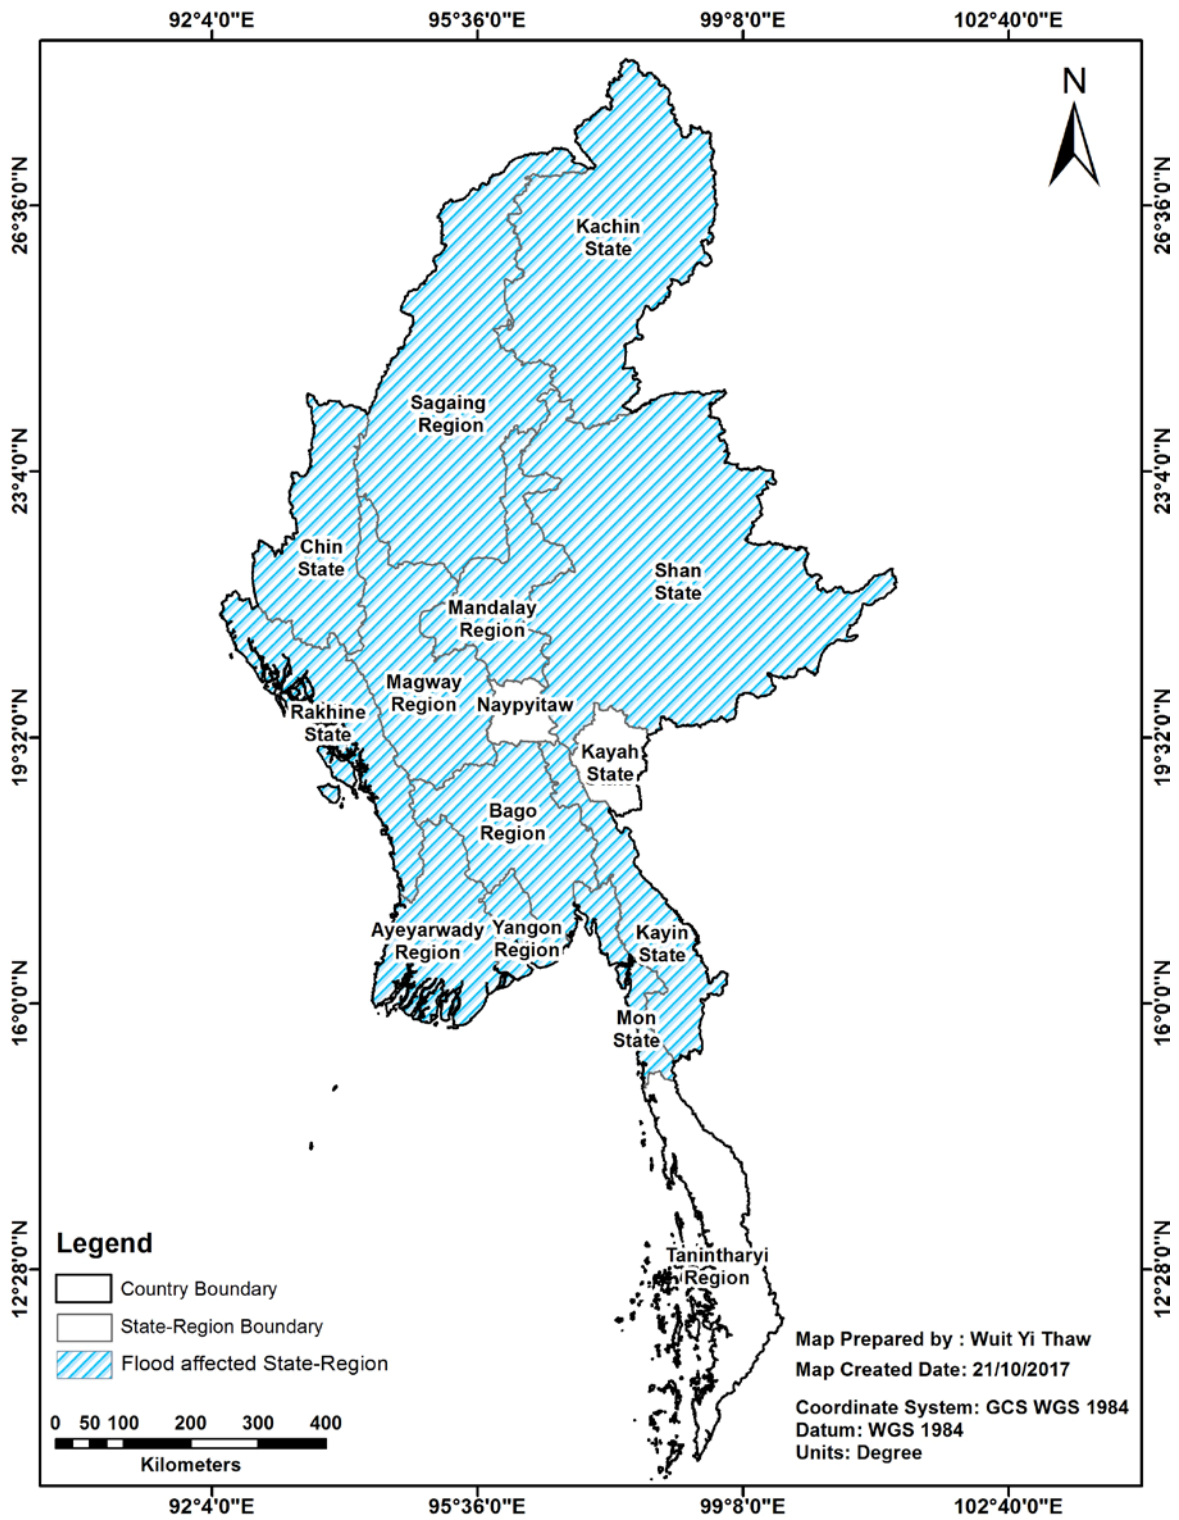 92°4'0"E 95°36'0"E 99°8'0"E 102°40'0"E
N
26°36'0"N
26°36'0"N
Kachin
State
Sagaing
Region
23°4'0"N
23°4'0"N
Chin
State
Shan
State
Mandalay
Region
Magway
Region
Naypyitaw
Rakhine
State
19°32'0"N
19°32'0"N
Kayah
State
Bago
Region
Ayeyarwady
Region
Yangon
Region
Kayin
State
16°0'0"N
16°0'0"N
Mon
State
Tanintharyi
Region
12°28'0"N
12°28'0"N
Legend
Country Boundary
State-Region Boundary
Flood affected State-Region
0 50 100 200 300 400
Kilometers
Map Prepared by : Wuit Yi Thaw
Map Created Date: 21/10/2017
Coordinate System: GCS WGS 1984
Datum: WGS 1984
Units: Degree
92°4'0"E 95°36'0"E 99°8'0"E 102°40'0"E